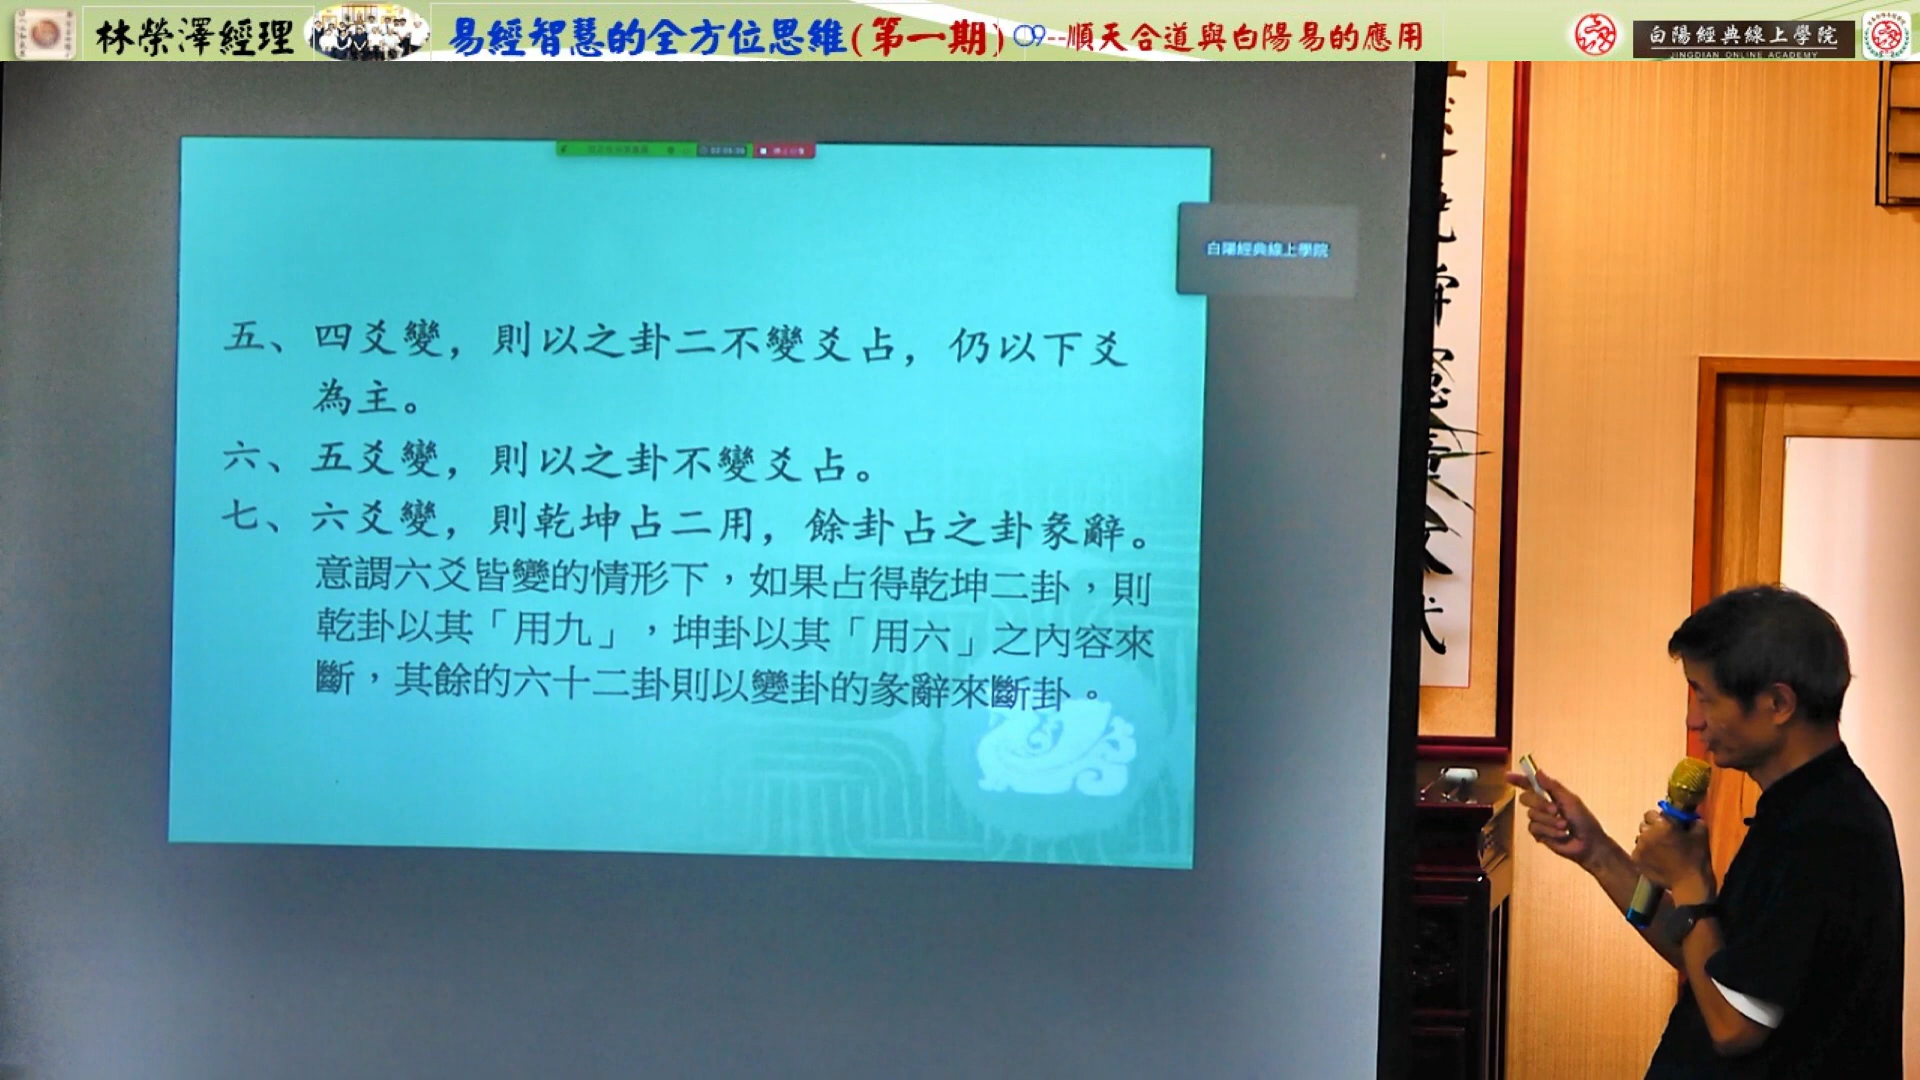 林榮澤經理
易經智慧的全方位思維(第一期)
09--順天合道與白陽易的應用
白陽經典線上學院
JINGDIAN ONLINE ACADEMY
白陽經典線上學院
五、四爻變，則以之卦二不變爻占，仍以下爻
為主。
六、五爻變，則以之卦不變爻占。
七、六爻變，則乾坤占二用，餘卦占之卦彖辭。
意謂六爻皆變的情形下，如果占得乾坤二卦，則
乾卦以其「用九」，坤卦以其「用六」之內容來
斷，其餘的六十二卦則以變卦的彖辭來斷卦。